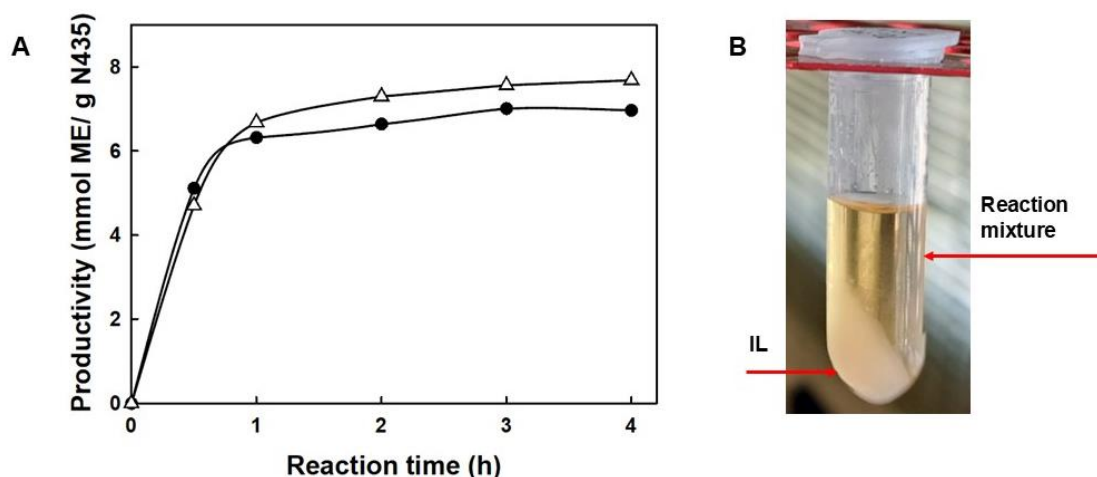 A
Productivity (mmol ME/ g N435)
8
6
4
2
0
0 1 2 3 4
Reaction time (h)
B
Reaction
mixture
IL